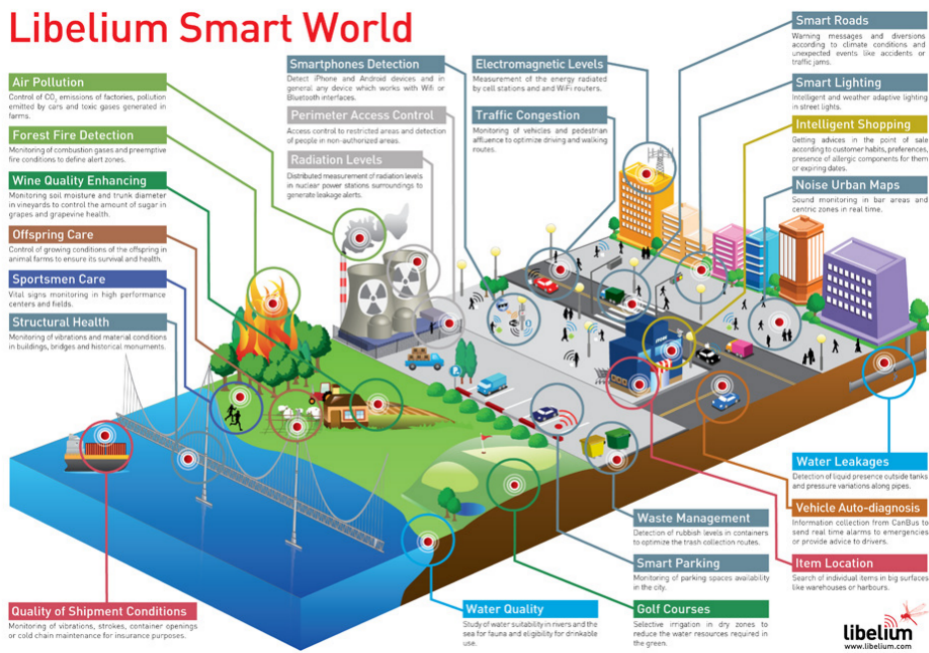 Libelium Smart World
Air Pollution
Control of CO2 emissions of factories, pollution
emitted by cars and toxic gases generated in
farms.
Forest Fire Detection
Monitoring of combustion gases and preemptive
fire conditions to define alert zones.
Wine Quality Enhancing
Monitoring soil moisture and trunk diameter
in vineyards to control the amount of sugar in
grapes and grapevine health.
Offspring Care
Control of growing conditions of the offspring in
animal farms to ensure its survival and health.
Sportsmen Care
Vital signs monitoring in high performance
centers and fields.
Structural Health
Monitoring of vibrations and material conditions
in buildings, bridges and historical monuments.
Quality of Shipment Conditions
Monitoring of vibrations, strokes, container openings
or cold chain maintenance for insurance purposes.
Smartphones Detection
Detect iPhone and Android devices and in
general any device which works with Wifi or
Bluetooth interfaces.
Perimeter Access Control
Access control to restricted areas and detection
of people in non-authorized areas.
Radiation Levels
Distributed measurement of radiation levels
in nuclear power stations surroundings to
generate leakage alerts.
Electromagnetic Levels
Measurement of the energy radiated
by cell stations and and WiFi routers.
Traffic Congestion
Monitoring of vehicles and pedestrian
affluence to optimize driving and walking
routes.
Smart Roads
Warning messages and diversions
according to climate conditions and
unexpected events like accidents or
traffic jams.
Smart Lighting
Intelligent and weather adaptive lighting
in street lights.
Intelligent Shopping
Getting advices in the point of sale
according to customer habits, preferences,
presence of allergic components for them
or expiring dates.
Noise Urban Maps
Sound monitoring in bar areas and
centric zones in real time.
Water Leakages
Detection of liquid presence outside tanks
and pressure variations along pipes.
Vehicle Auto-diagnosis
Information collection from CanBus to
send real time alarms to emergencies
or provide advice to drivers.
Item Location
Search of individual items in big surfaces
like warehouses or harbours.
Waste Management
Detection of rubbish levels in containers
to optimize the trash collection routes.
Smart Parking
Monitoring of parking spaces availability
in the city.
Golf Courses
Selective irrigation in dry zones to
reduce the water resources required in
the green.
Water Quality
Study of water suitability in rivers and the
sea for fauna and eligibility for drinkable
use.
libelium
www.libelium.com